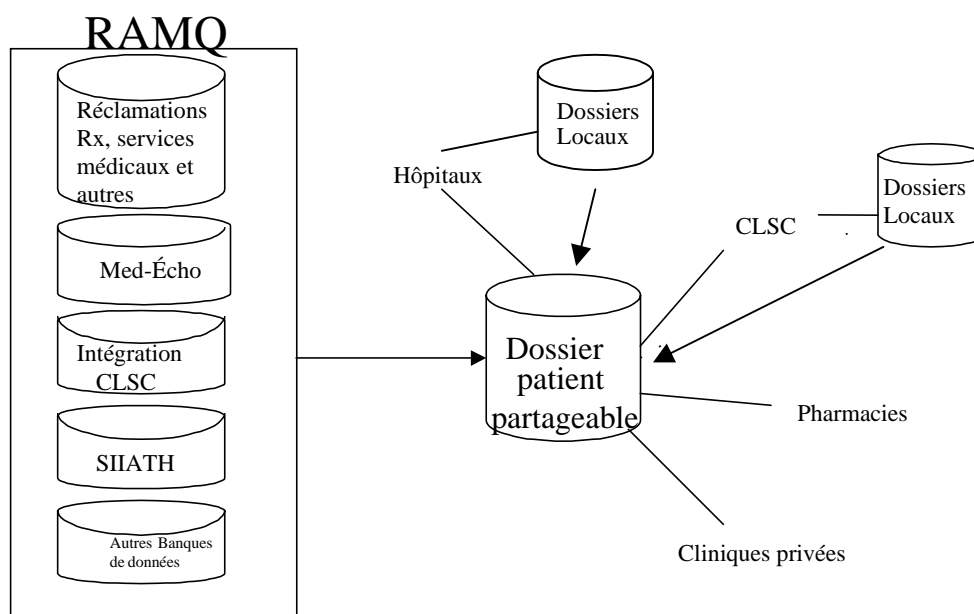 RAMQ
Réclamations
Rx, services
médicaux et
autres
Med-Écho
Intégration
CLSC
SIIATH
Autres Banques
de données
Dossiers
Locaux
Hôpitaux
Dossiers
Locaux
CLSC
Dossier
patient
partageable
Pharmacies
Cliniques privées